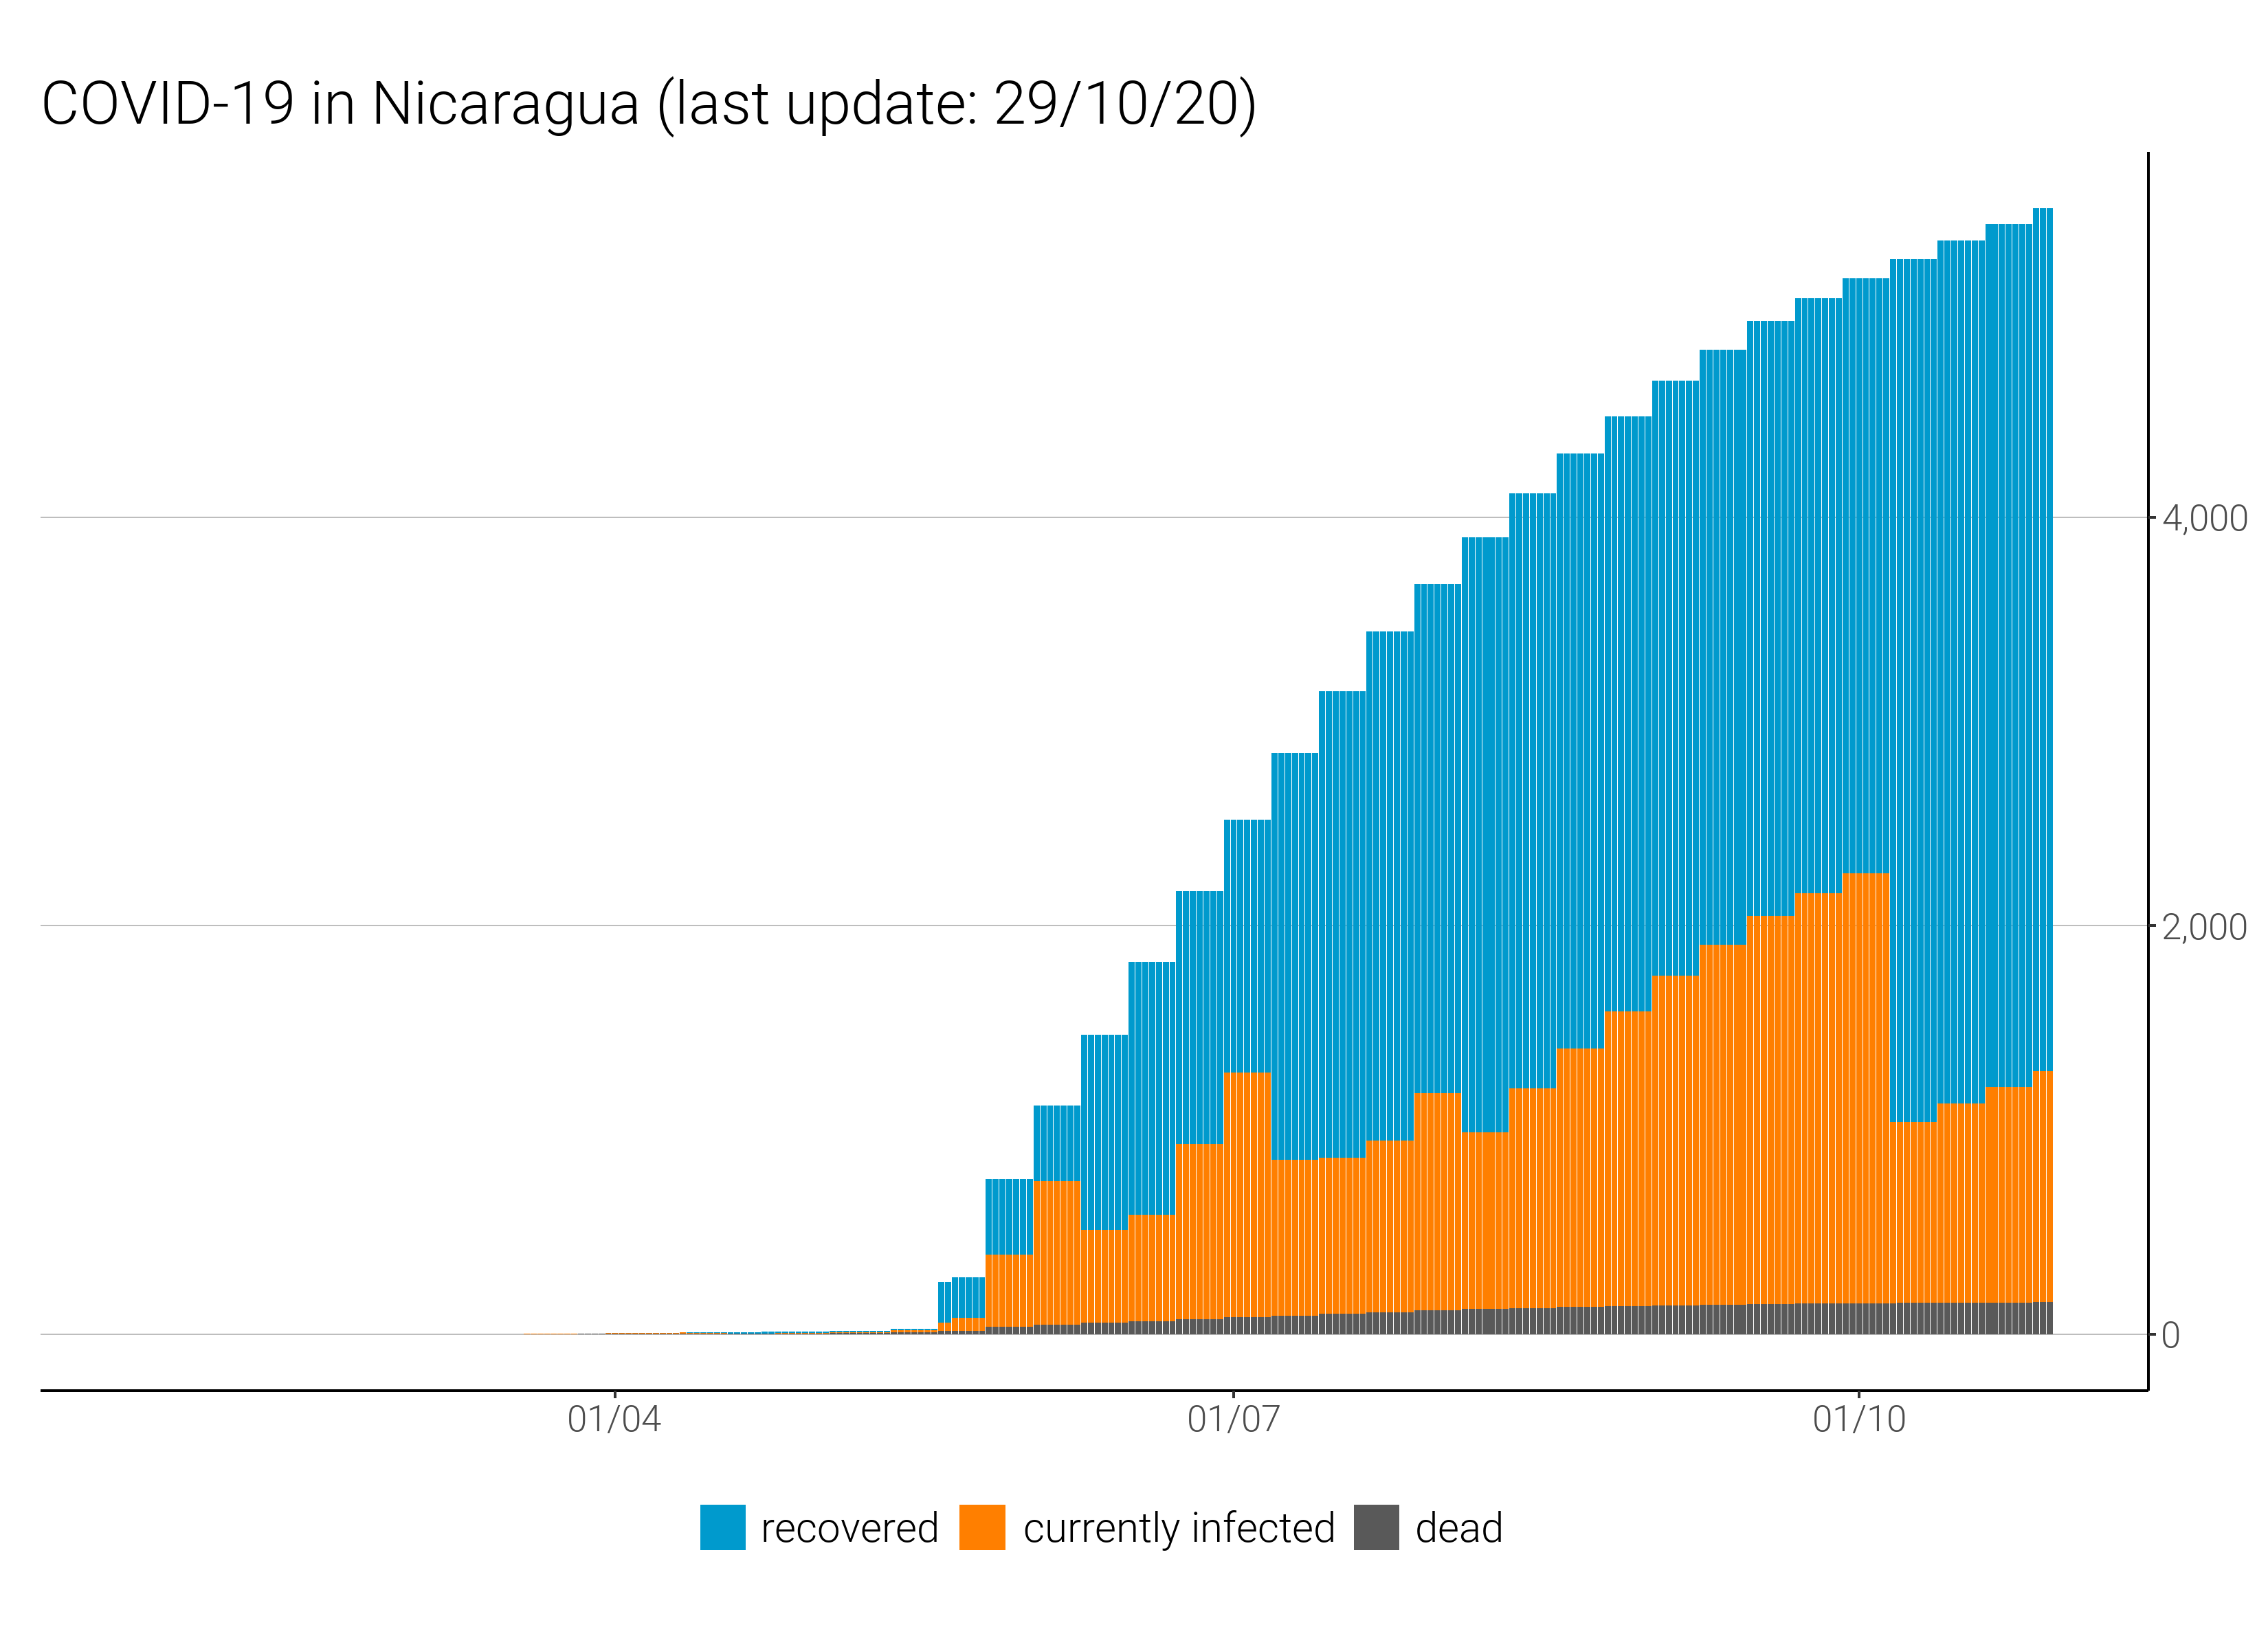 COVID-19 in Nicaragua (last update: 29/10/20)
4,000
2,000
0
01/04 01/07 01/10
recovered currently infected dead